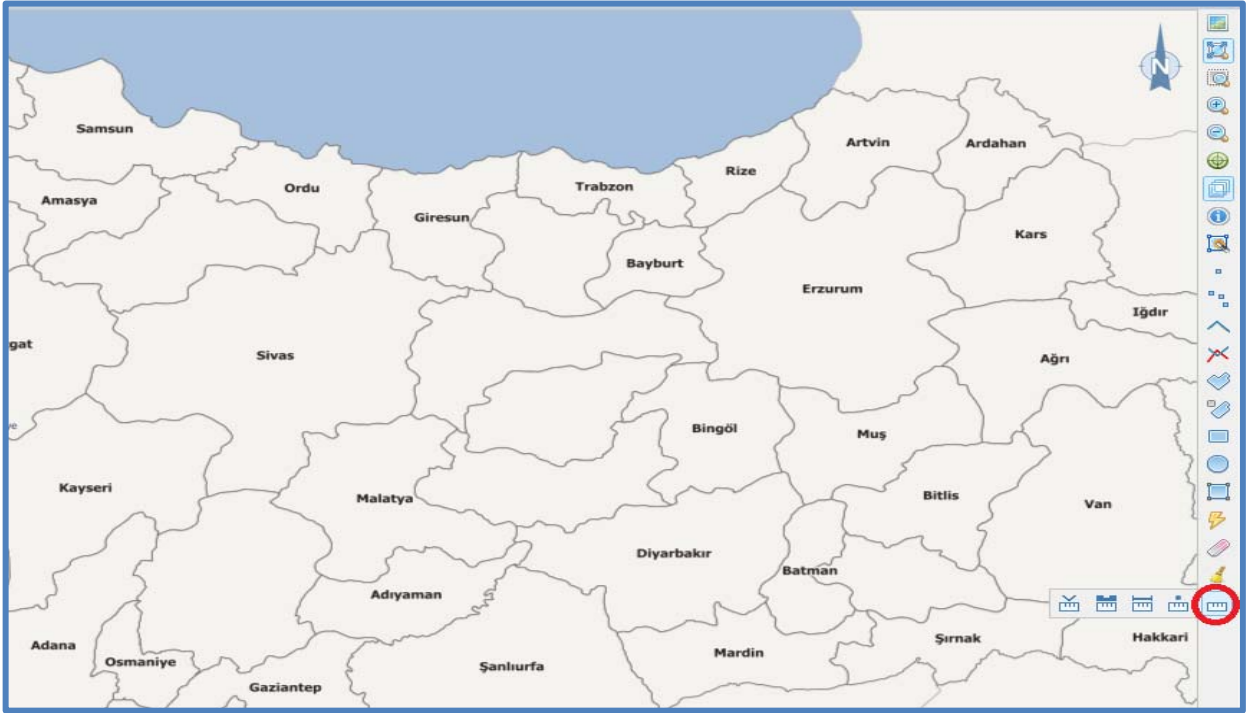 N
Samsun
Artvin
Ardahan
Rize
Trabzon
Ordu
Amasya
Giresun
Kars
Bayburt
Erzurum
Iğdır
gat
Sivas
Ağrı
ye
Bingöl
Muş
Kayseri
Malatya
Bitlis
Van
Diyarbakır
Batman
Adıyaman
Adana
Osmaniye
Şanlıurfa
Mardin
Şırnak
Hakkari
Gaziantep